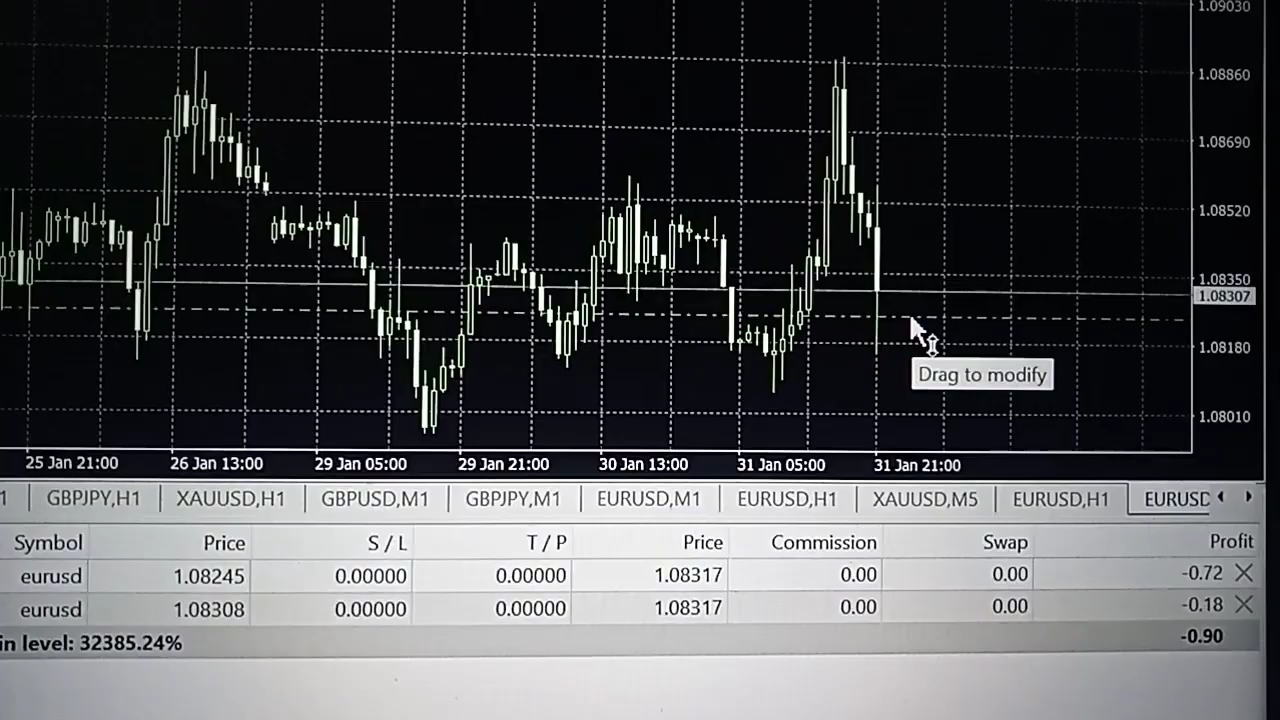 1.09030
1.08860
1.08690
1.08520
1.08350
1.08307
1.08180
Drag to modify
1.08010
25 Jan 21:00 26 Jan 13:00 29 Jan 05:00 29 Jan 21:00 30 Jan 13:00 31 Jan 05:00 31 Jan 21:00
1 GBPJPY,H1 XAUUSD,H1 GBPUSD,M1 GBPJPY,M1 EURUSD,M1 EURUSD,H1 XAUUSD,M5 EURUSD,H1 EURUSD
Symbol Price S / L T / P Price Commission Swap Profit
eurusd 1.08245 0.00000 0.00000 1.08317 0.00 0.00 -0.72
eurusd 1.08308 0.00000 0.00000 1.08317 0.00 0.00 -0.18
in level: 32385.24% -0.90